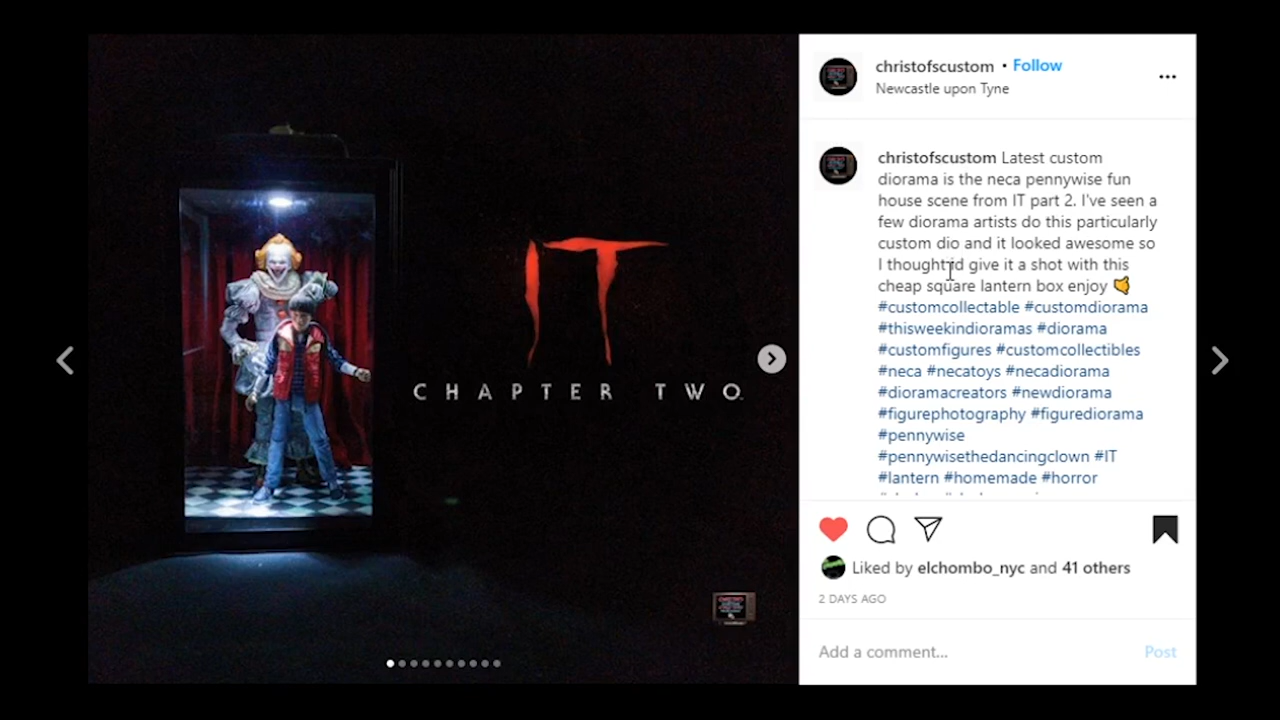 IT
CHAPTER TWO
christofscustom • Follow
Newcastle upon Tyne
christofscustom Latest custom
diorama is the neca pennywise fun
house scene from IT part 2. I've seen a
few diorama artists do this particularly
custom dio and it looked awesome so
I thought id give it a shot with this
cheap square lantern box enjoy
#customcollectable #customdiorama
#thisweekindioramas #diorama
#customfigures #customcollectibles
#neca #necatoys #necadiorama
#dioramacreators #newdiorama
#figurephotography #figurediorama
#pennywise
#pennywisethedancingclown #IT
#lantern #homemade #horror
Liked by elchombo_nyc and 41 others
2 DAYS AGO
Add a comment... Post